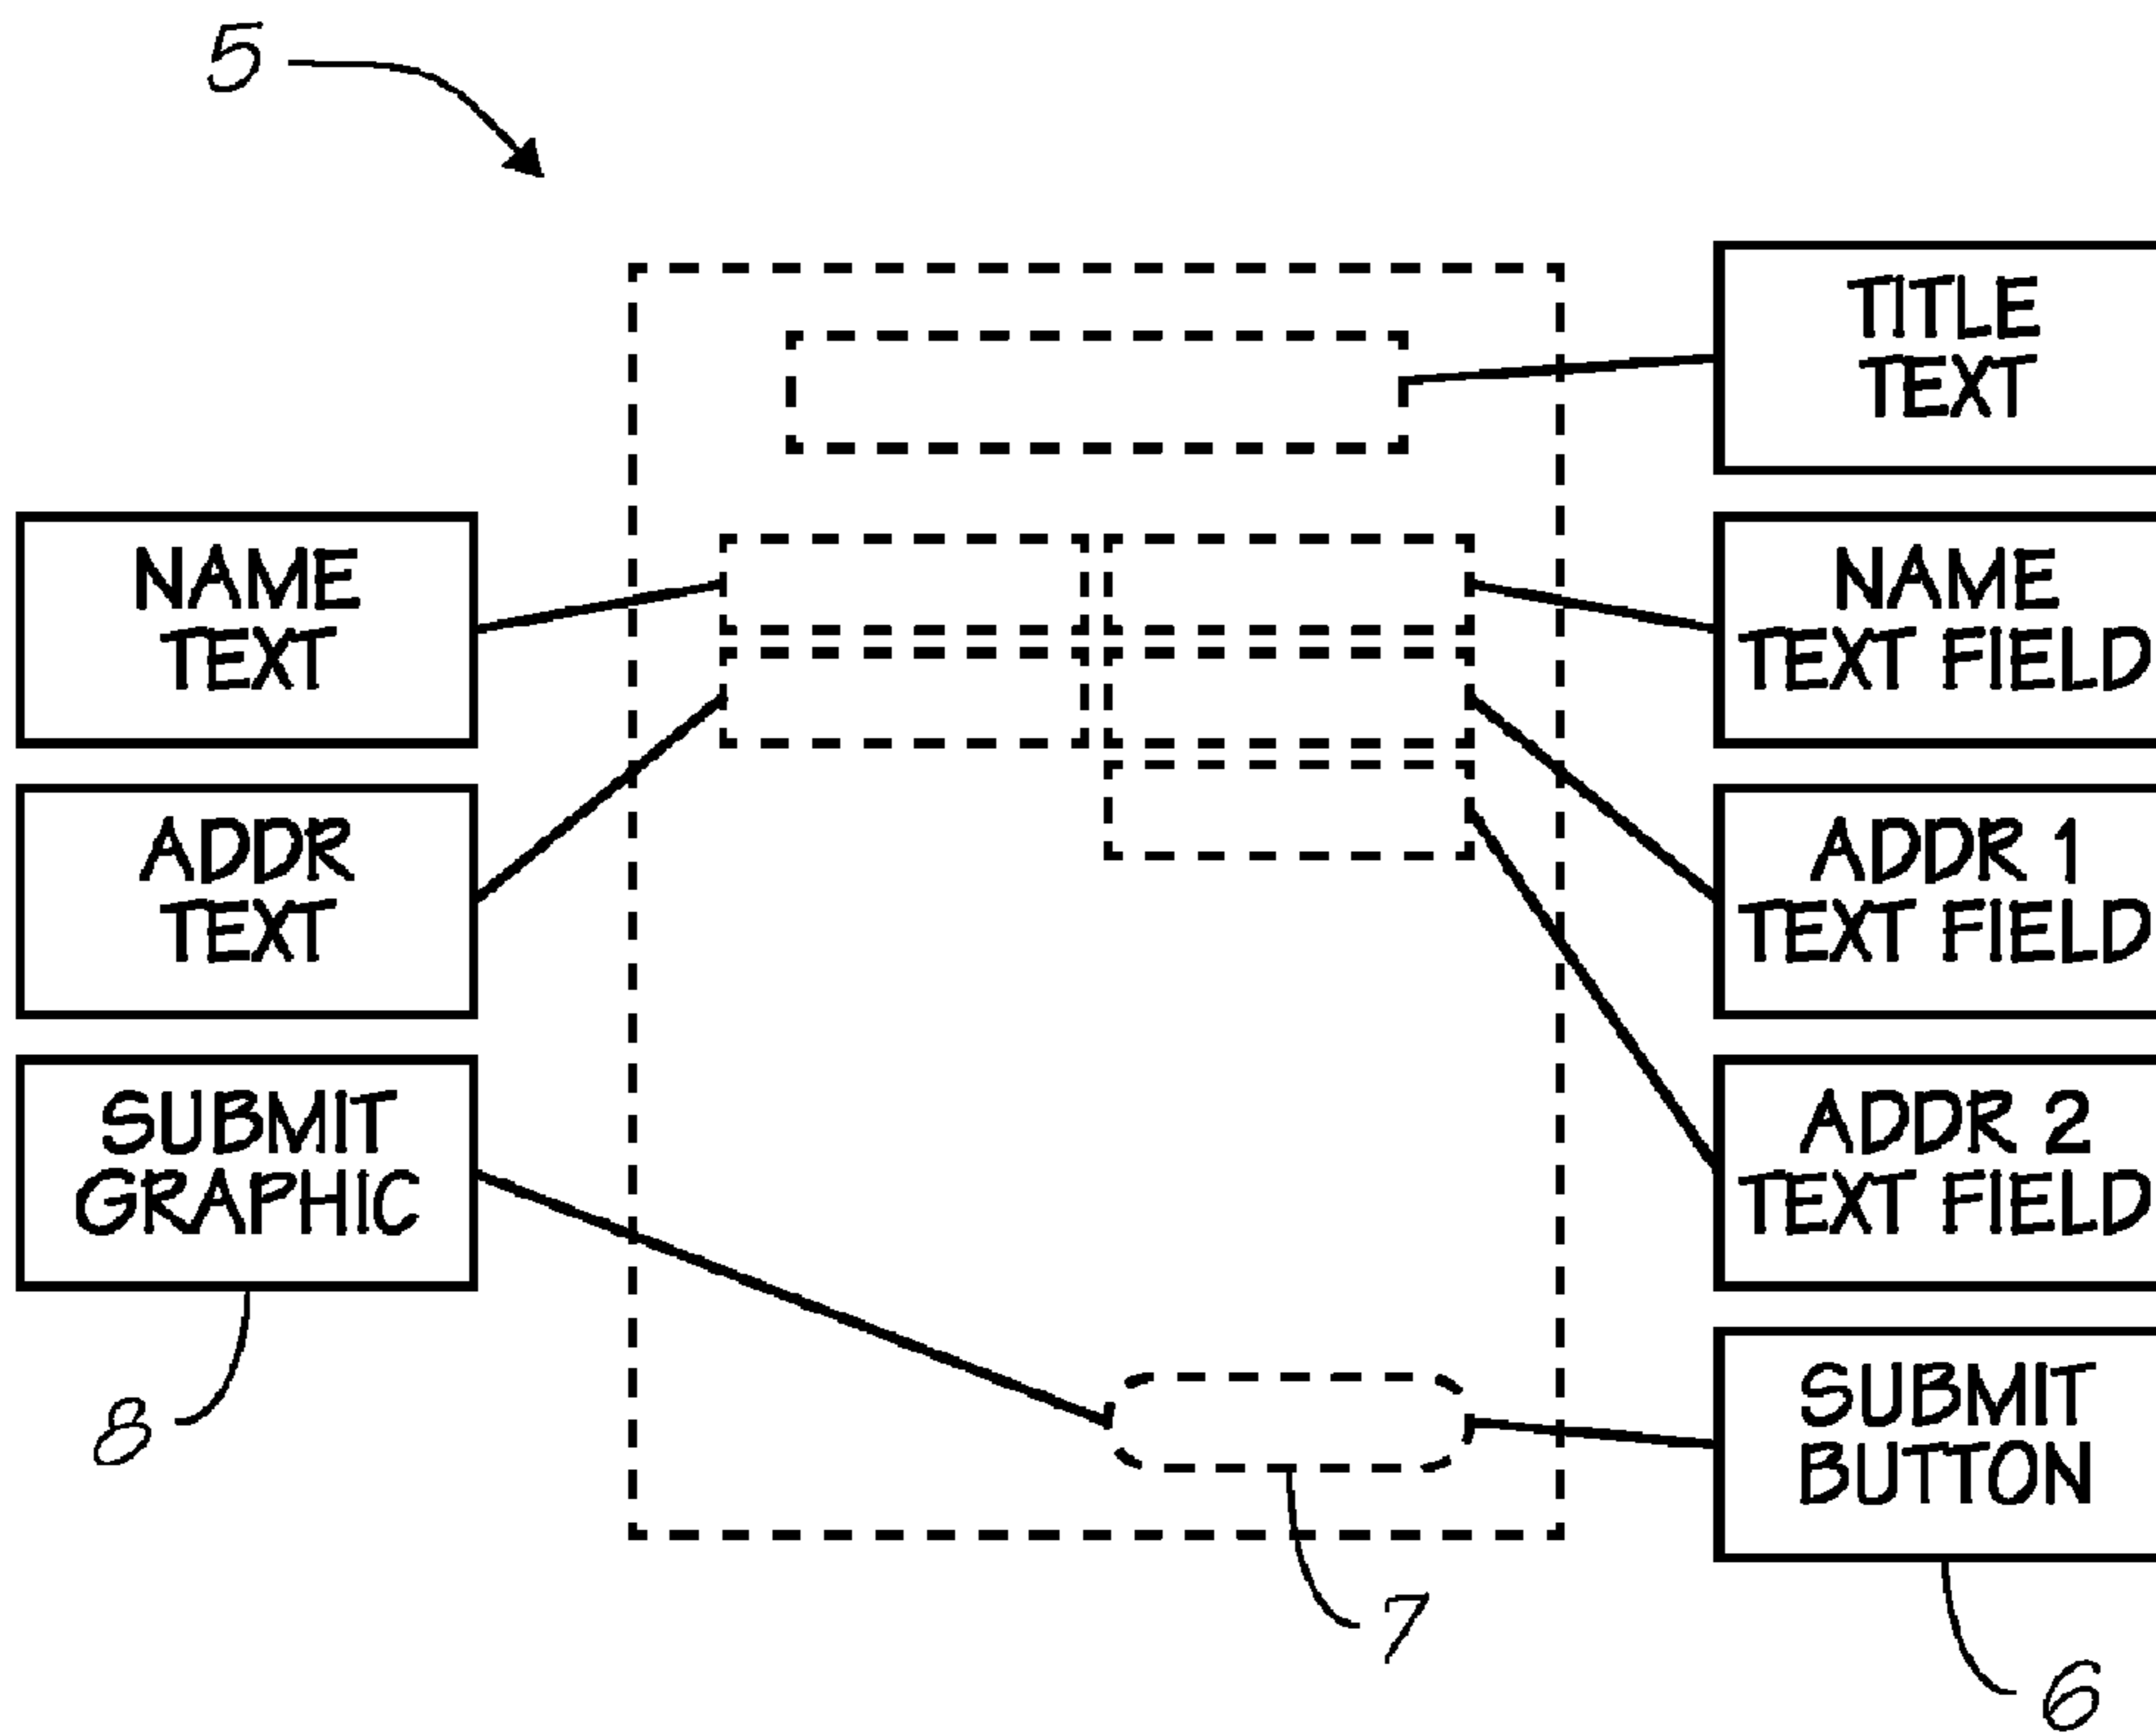 5
TITLE
TEXT
NAME
TEXT
NAME
TEXT FIELD
ADDR
TEXT
ADDR 1
TEXT FIELD
SUBMIT
GRAPHIC
ADDR 2
TEXT FIELD
SUBMIT
BUTTON
8
7
6